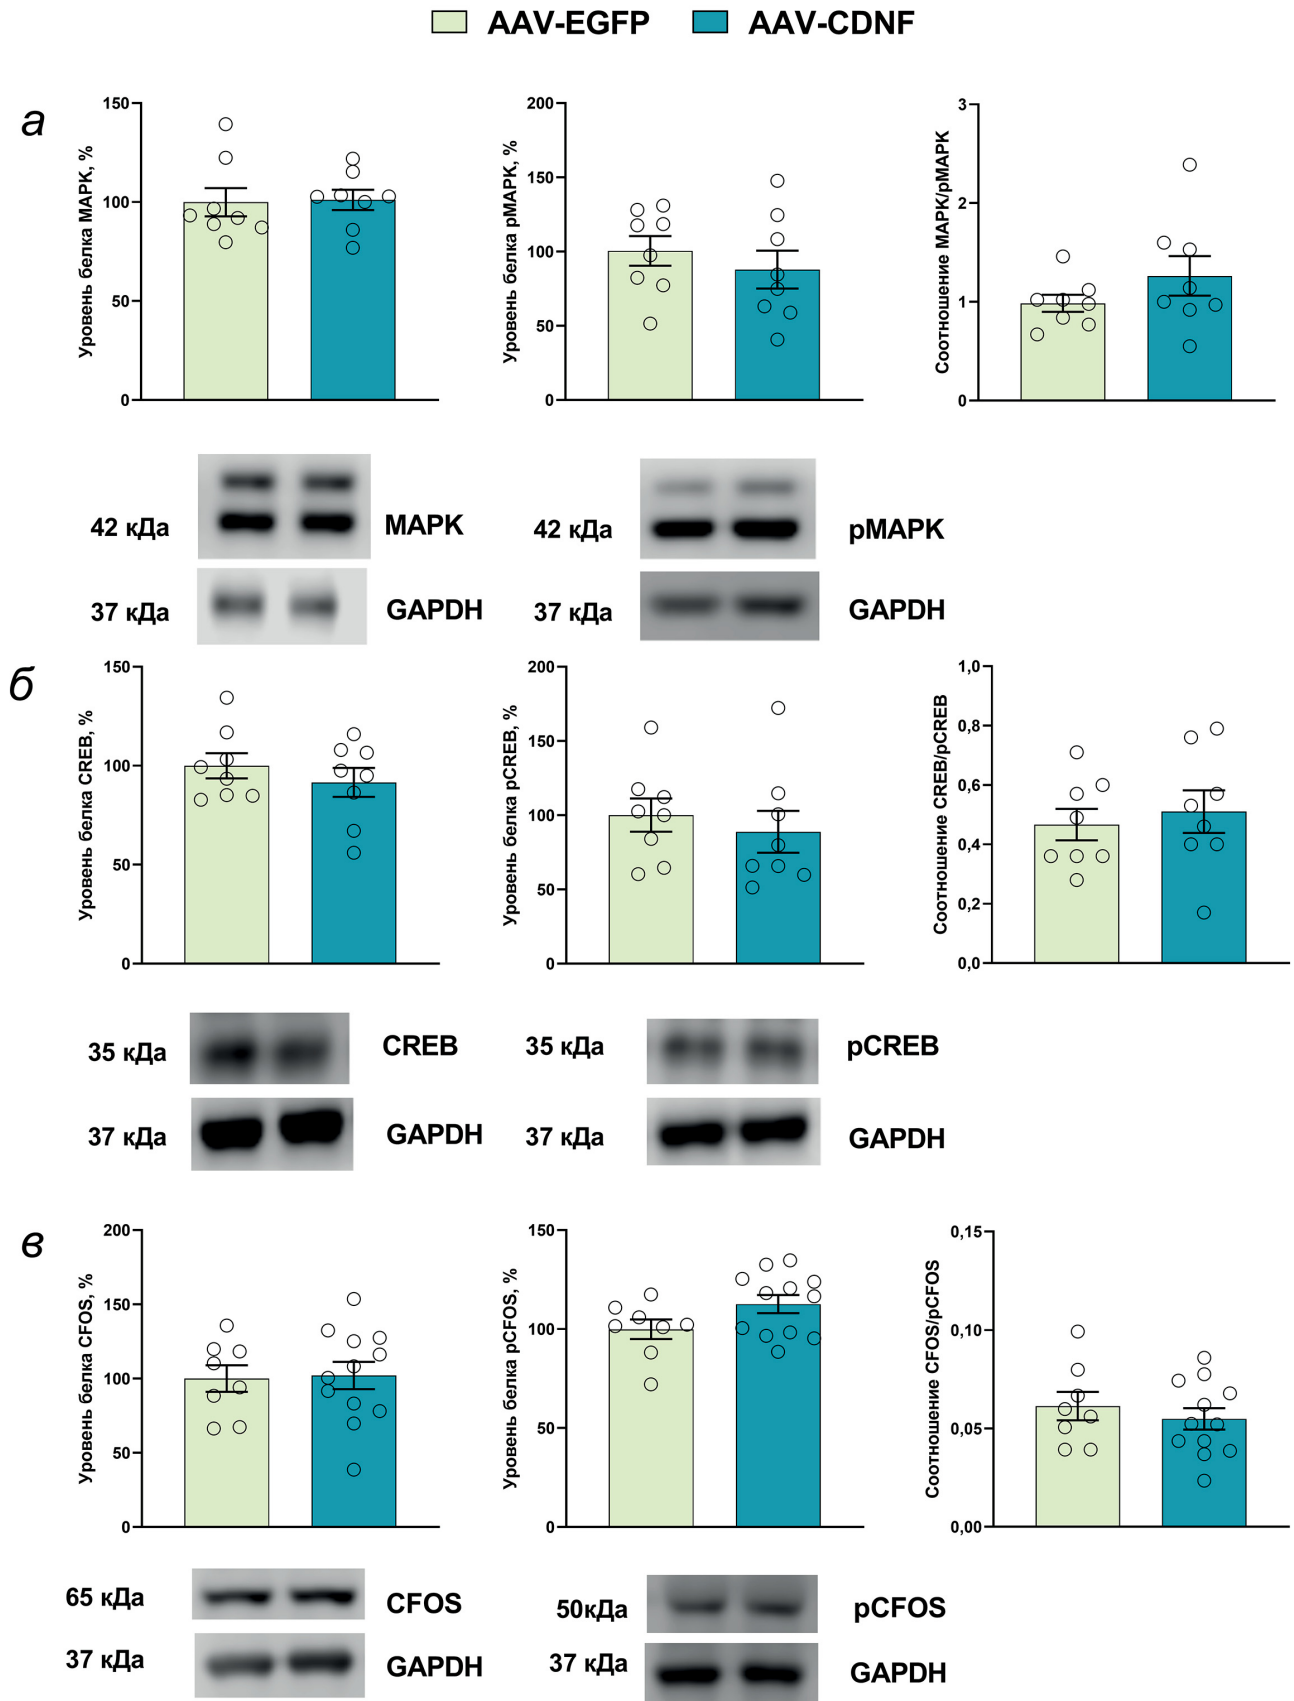 AAV-EGFP AAV-CDNF
а
Уровень белка MAPK, %
150
100
50
0
Уровень белка pMAPK, %
200
150
100
50
0
Соотношение MAPK/pMAPK
3
2
1
0
42 кДа MAPK
37 кДа GAPDH
42 кДа pMAPK
37 кДа GAPDH
б
Уровень белка CREB, %
150
100
50
0
Уровень белка pCREB, %
200
150
100
50
0
Соотношение CREB/pCREB
1,0
0,8
0,6
0,4
0,2
0,0
35 кДа CREB
37 кДа GAPDH
35 кДа pCREB
37 кДа GAPDH
в
Уровень белка CFOS, %
200
150
100
50
0
Уровень белка pCFOS, %
150
100
50
0
Соотношение CFOS/pCFOS
0,15
0,10
0,05
0,00
65 кДа CFOS
37 кДа GAPDH
50кДа pCFOS
37 кДа GAPDH